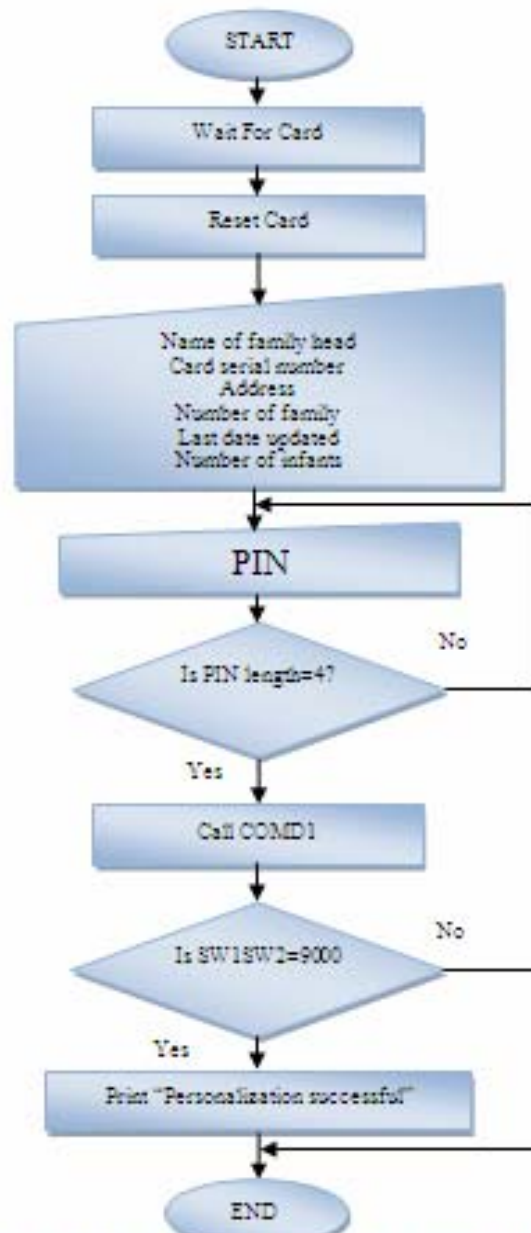 START
Wait For Card
Reset Card
Name of family head
Card serial number
Address
Number of family
Last date updated
Number of infants
PIN
Is PIN length=4?
No
Yes
Call COMD1
Is SW1SW2=9000
No
Yes
Print "Personalization successful"
END